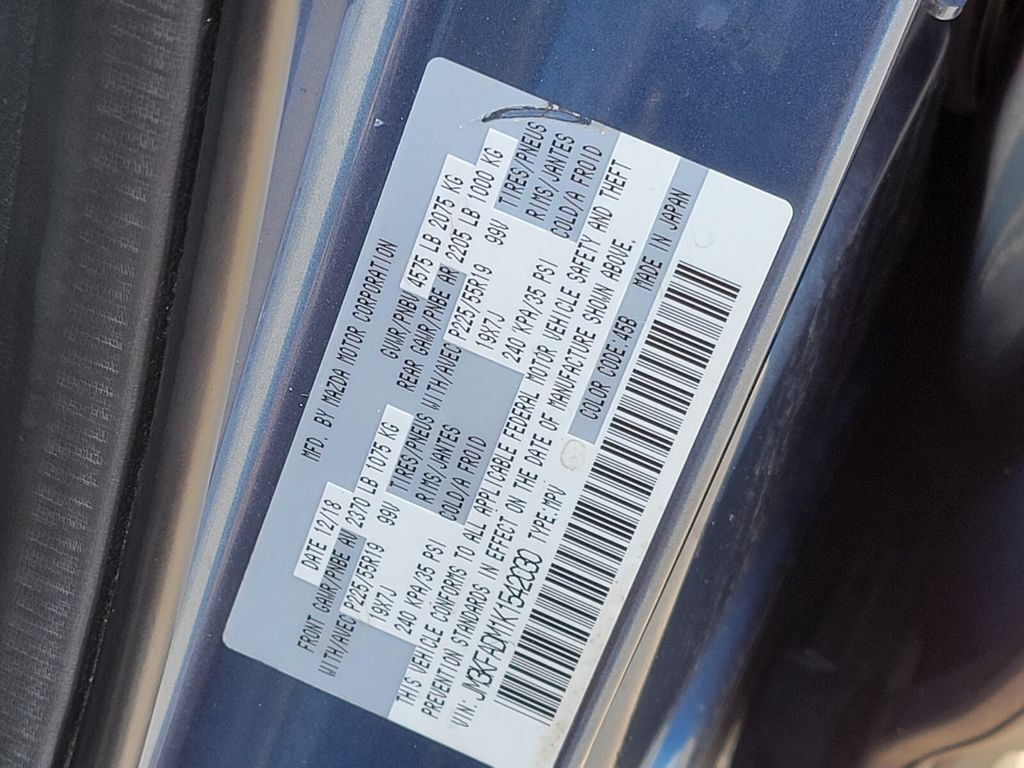 MFD. BY MAZDA MOTOR CORPORATION
DATE 12/18 GVWR/PNBV 4575 LB 2075 KG
FRONT GAWR/PNBE AV 2370 LB 1075 KG REAR GAWR/PNBE AR 2205 LB 1000 KG
WITH/AVEC P225/55R19 99V TIRES/PNEUS WITH/AVEC P225/55R19 99V TIRES/PNEUS
19X7J RIMS/JANTES 19X7J RIMS/JANTES
240 KPA/35 PSI COLD/A FROID 240 KPA/35 PSI COLD/A FROID
THIS VEHICLE CONFORMS TO ALL APPLICABLE FEDERAL MOTOR VEHICLE SAFETY AND THEFT
PREVENTION STANDARDS IN EFFECT ON THE DATE OF MANUFACTURE SHOWN ABOVE.
VIN: JM3KFADM1K1542030 TYPE:MPV COLOR CODE:45B MADE IN JAPAN